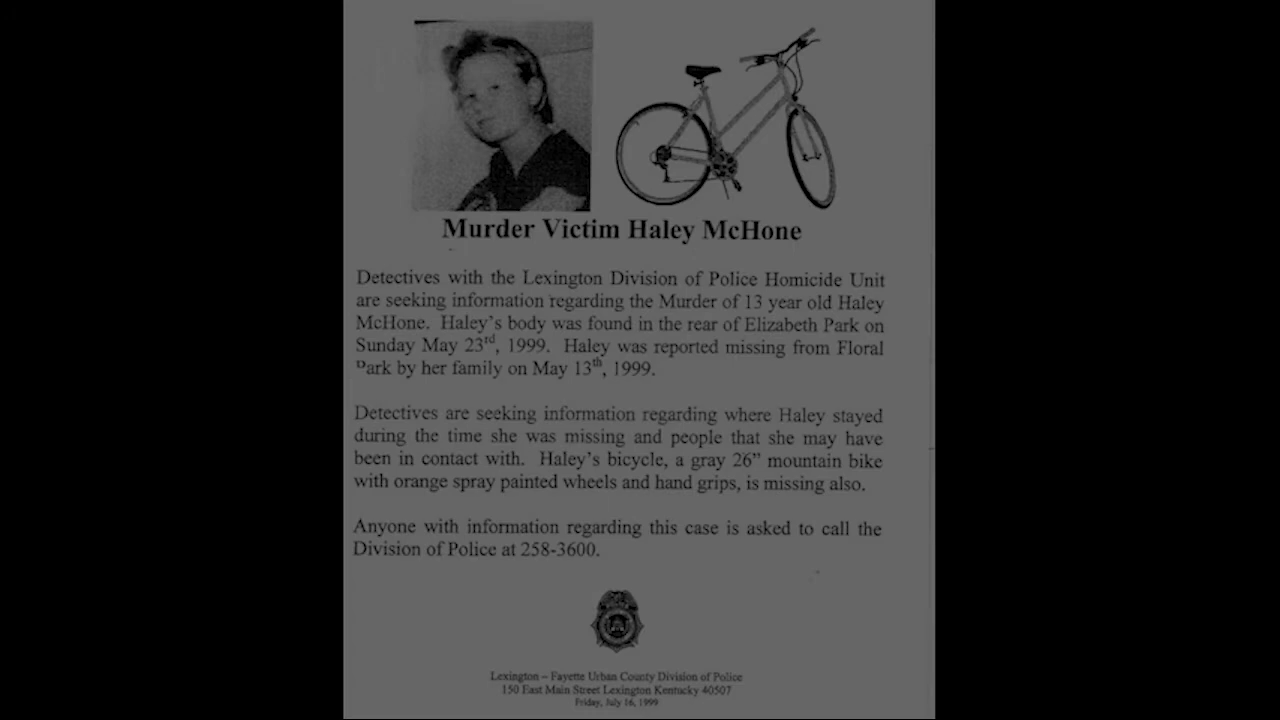 Murder Victim Haley McHone
Detectives with the Lexington Division of Police Homicide Unit
are seeking information regarding the Murder of 13 year old Haley
McHone. Haley's body was found in the rear of Elizabeth Park on
Sunday May 23rd, 1999. Haley was reported missing from Floral
Park by her family on May 13th, 1999.
Detectives are seeking information regarding where Haley stayed
during the time she was missing and people that she may have
been in contact with. Haley's bicycle, a gray 26” mountain bike
with orange spray painted wheels and hand grips, is missing also.
Anyone with information regarding this case is asked to call the
Division of Police at 258-3600.
Lexington – Fayette Urban County Division of Police
150 East Main Street Lexington Kentucky 40507
Friday, July 16, 1999